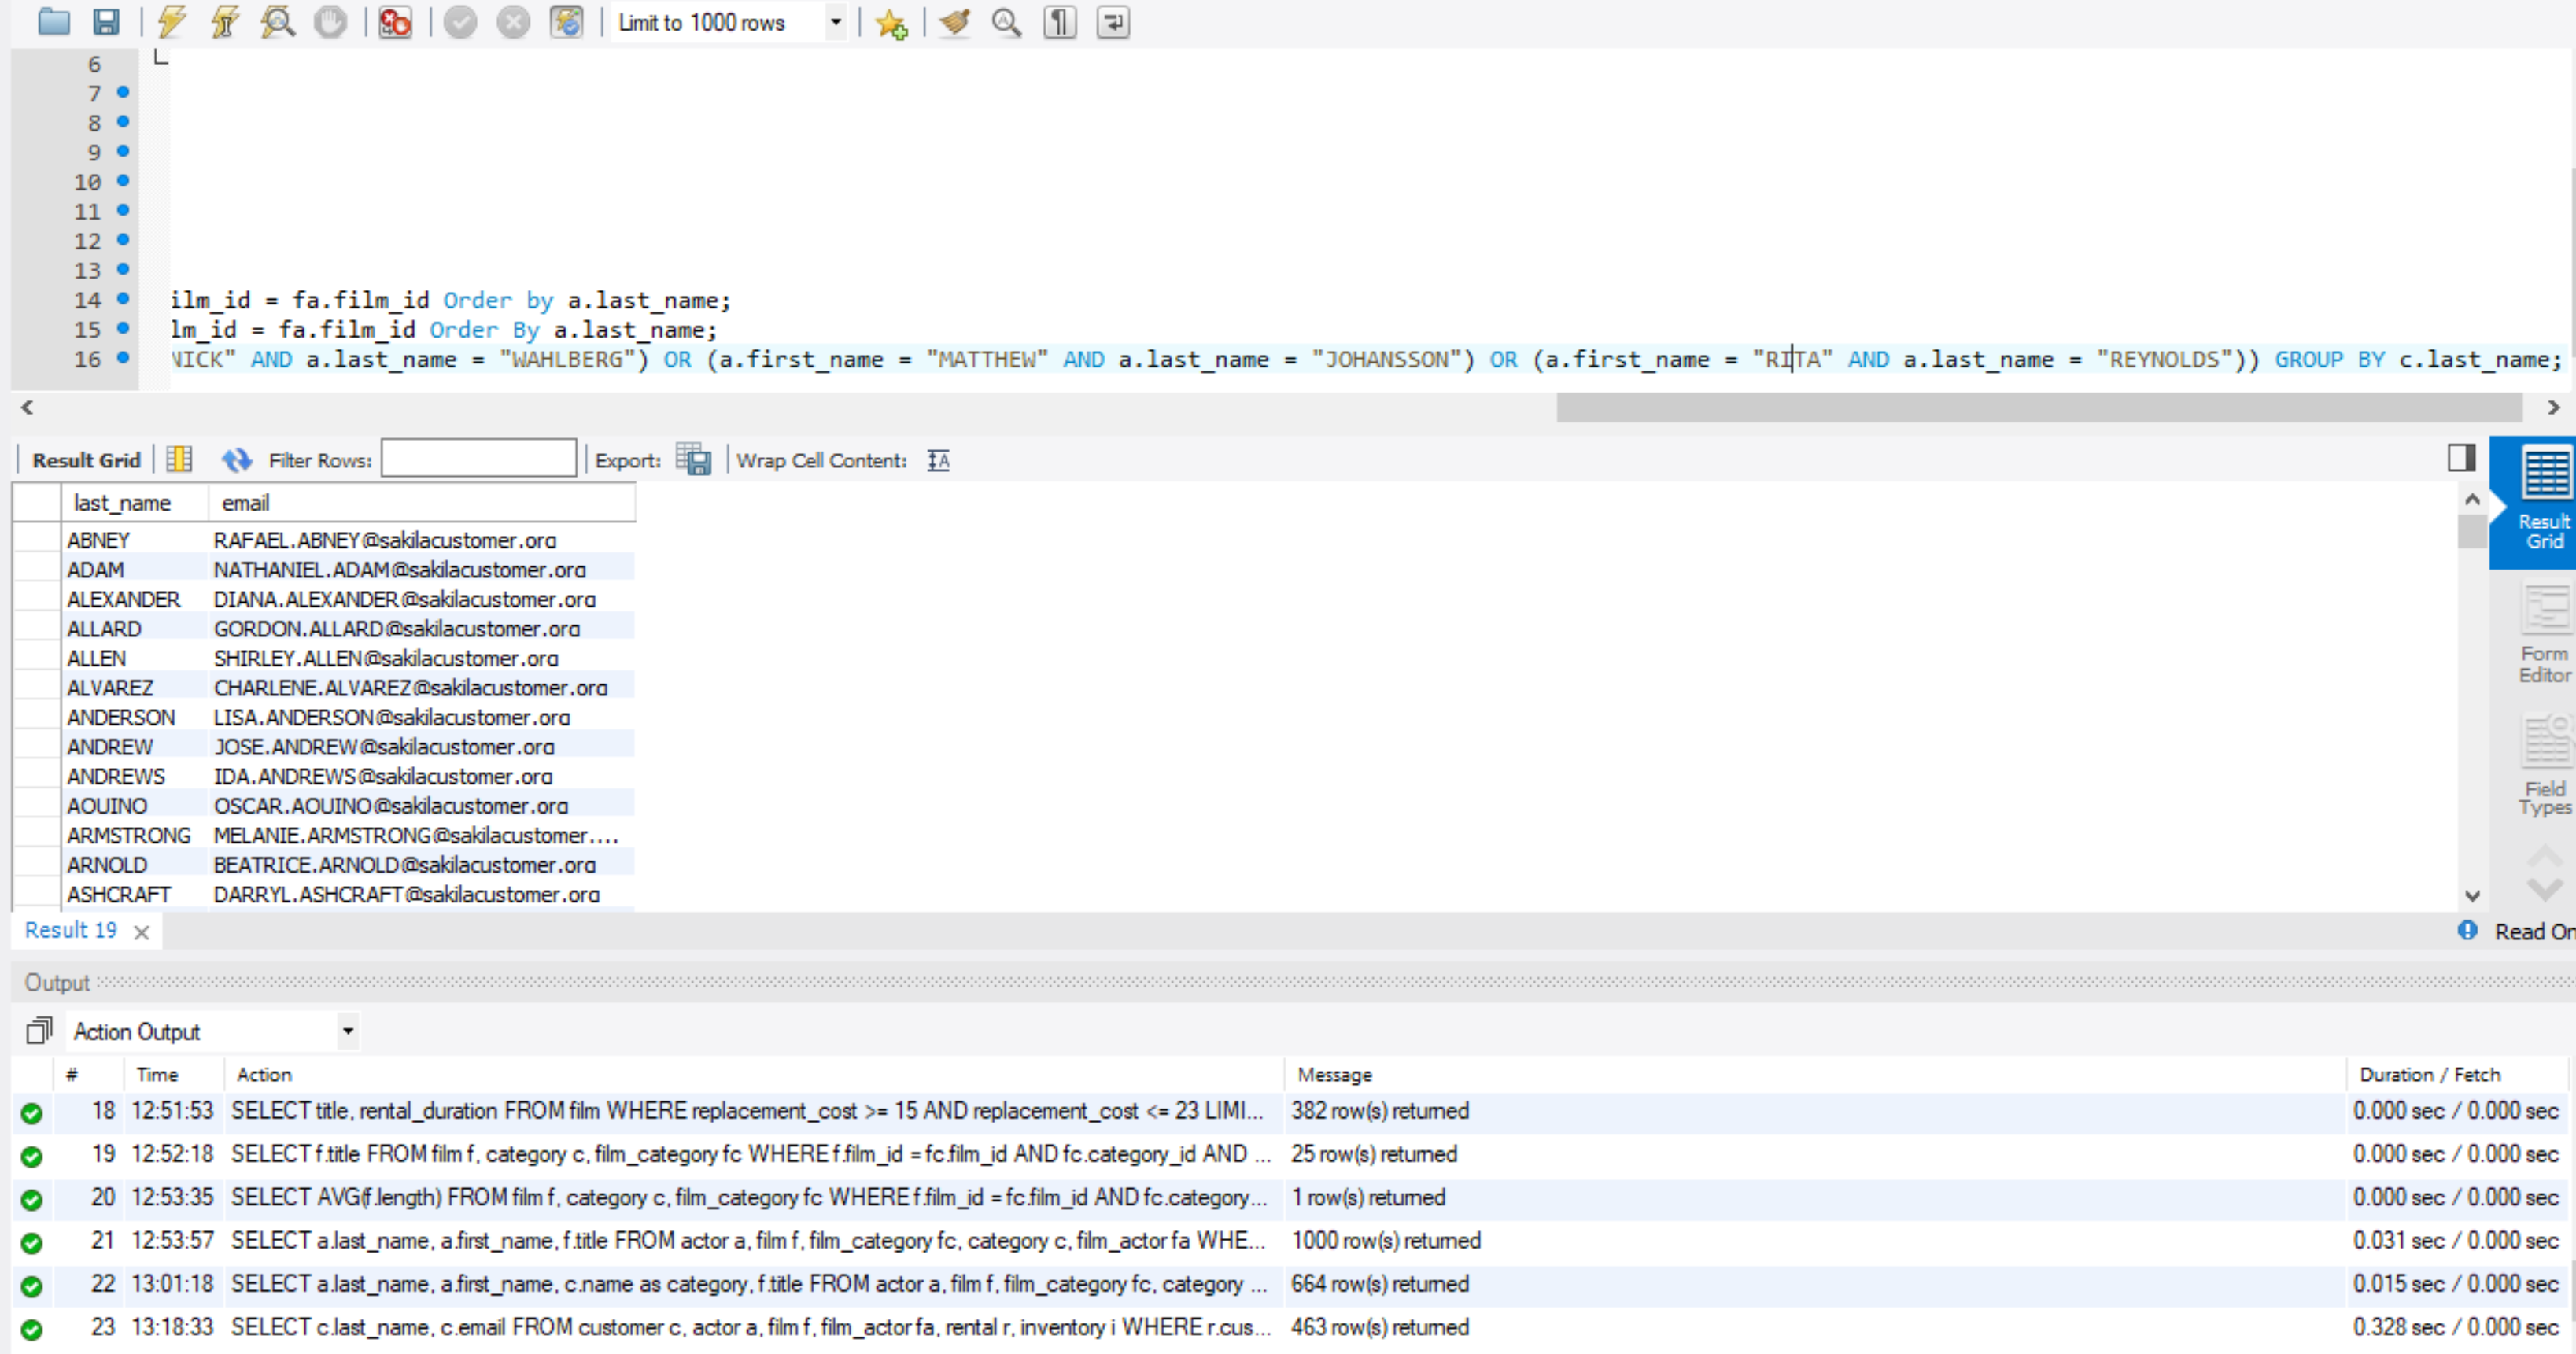 Limit to 1000 rows
6
7
8
9
10
11
12
13
14 ilm_id = fa.film_id Order by a.last_name;
15 lm_id = fa.film_id Order By a.last_name;
16 NICK" AND a.last_name = "WAHLBERG") OR (a.first_name = "MATTHEW" AND a.last_name = "JOHANSSON") OR (a.first_name = "RITA" AND a.last_name = "REYNOLDS")) GROUP BY c.last_name;
Result Grid Filter Rows: Export: Wrap Cell Content:
last_name email
ABNEY RAFAEL.ABNEY@sakilacustomer.org
ADAM NATHANIEL.ADAM@sakilacustomer.org
ALEXANDER DIANA.ALEXANDER@sakilacustomer.org
ALLARD GORDON.ALLARD@sakilacustomer.org
ALLEN SHIRLEY.ALLEN@sakilacustomer.org
ALVAREZ CHARLENE.ALVAREZ@sakilacustomer.org
ANDERSON LISA.ANDERSON@sakilacustomer.org
ANDREW JOSE.ANDREW@sakilacustomer.org
ANDREWS IDA.ANDREWS@sakilacustomer.org
AQUINO OSCAR.AQUINO@sakilacustomer.org
ARMSTRONG MELANIE.ARMSTRONG@sakilacustomer....
ARNOLD BEATRICE.ARNOLD@sakilacustomer.org
ASHCRAFT DARRYL.ASHCRAFT@sakilacustomer.org
Result
Grid
Form
Editor
Field
Types
Result 19 Read On
Output
Action Output
# Time Action Message Duration / Fetch
18 12:51:53 SELECT title, rental_duration FROM film WHERE replacement_cost >= 15 AND replacement_cost <= 23 LIMI... 382 row(s) returned 0.000 sec / 0.000 sec
19 12:52:18 SELECT f.title FROM film f, category c, film_category fc WHERE f.film_id = fc.film_id AND fc.category_id AND ... 25 row(s) returned 0.000 sec / 0.000 sec
20 12:53:35 SELECT AVG(f.length) FROM film f, category c, film_category fc WHERE f.film_id = fc.film_id AND fc.category... 1 row(s) returned 0.000 sec / 0.000 sec
21 12:53:57 SELECT a.last_name, a.first_name, f.title FROM actor a, film f, film_category fc, category c, film_actor fa WHE... 1000 row(s) returned 0.031 sec / 0.000 sec
22 13:01:18 SELECT a.last_name, a.first_name, c.name as category, f.title FROM actor a, film f, film_category fc, category ... 664 row(s) returned 0.015 sec / 0.000 sec
23 13:18:33 SELECT c.last_name, c.email FROM customer c, actor a, film f, film_actor fa, rental r, inventory i WHERE r.cus... 463 row(s) returned 0.328 sec / 0.000 sec